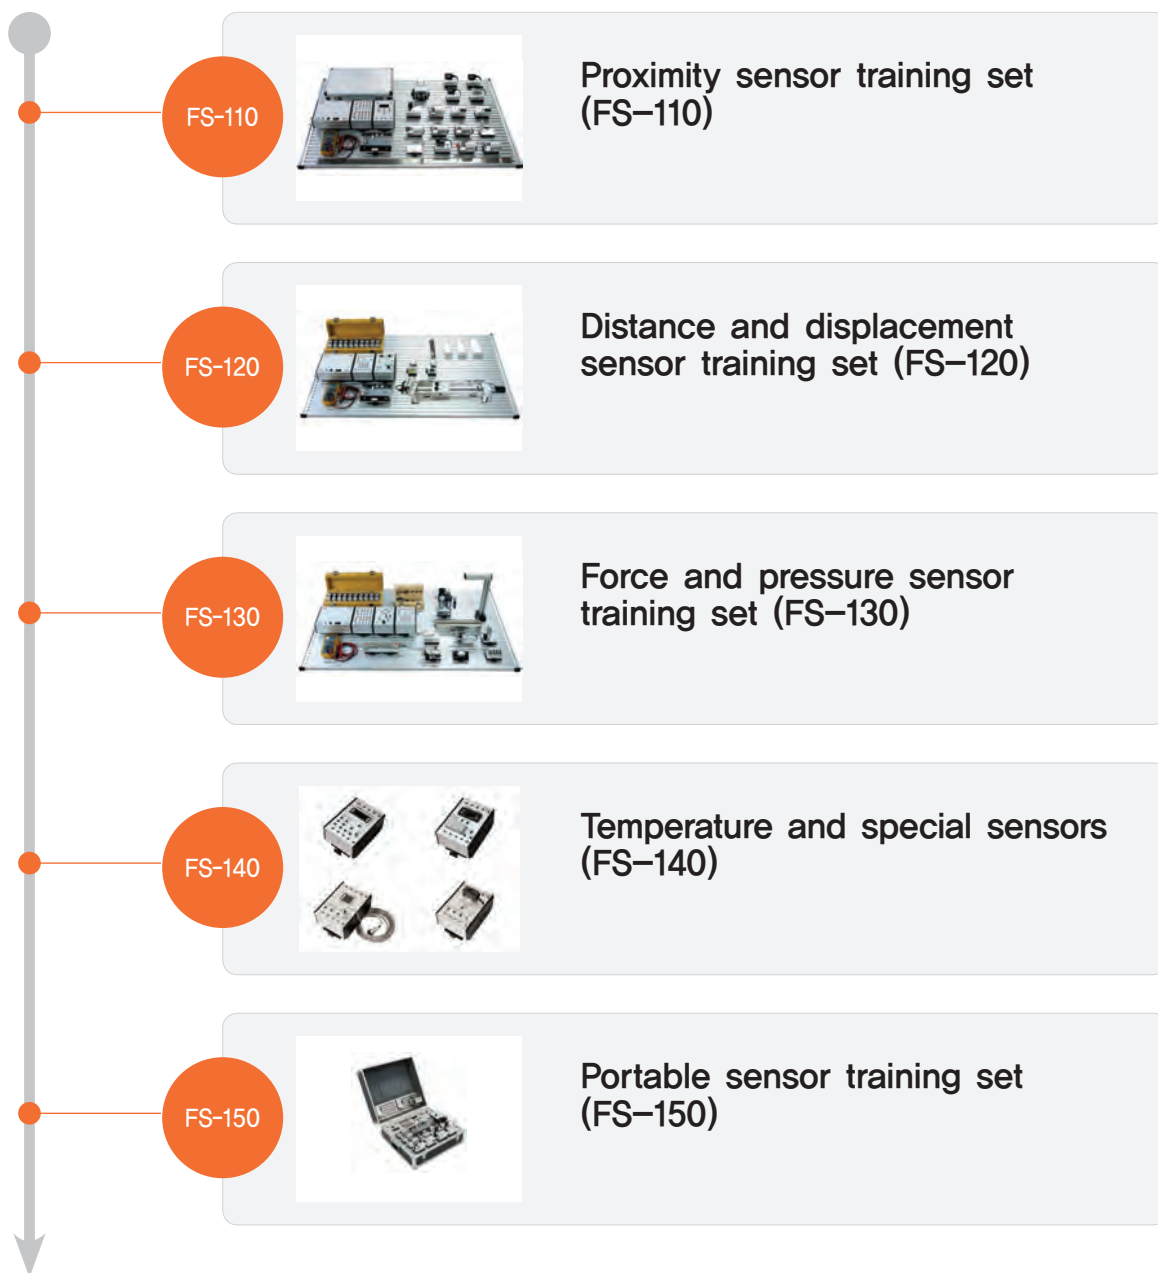 FS-110
Proximity sensor training set
(FS-110)
FS-120
Distance and displacement
sensor training set (FS-120)
FS-130
Force and pressure sensor
training set (FS-130)
FS-140
Temperature and special sensors
(FS-140)
FS-150
Portable sensor training set
(FS-150)